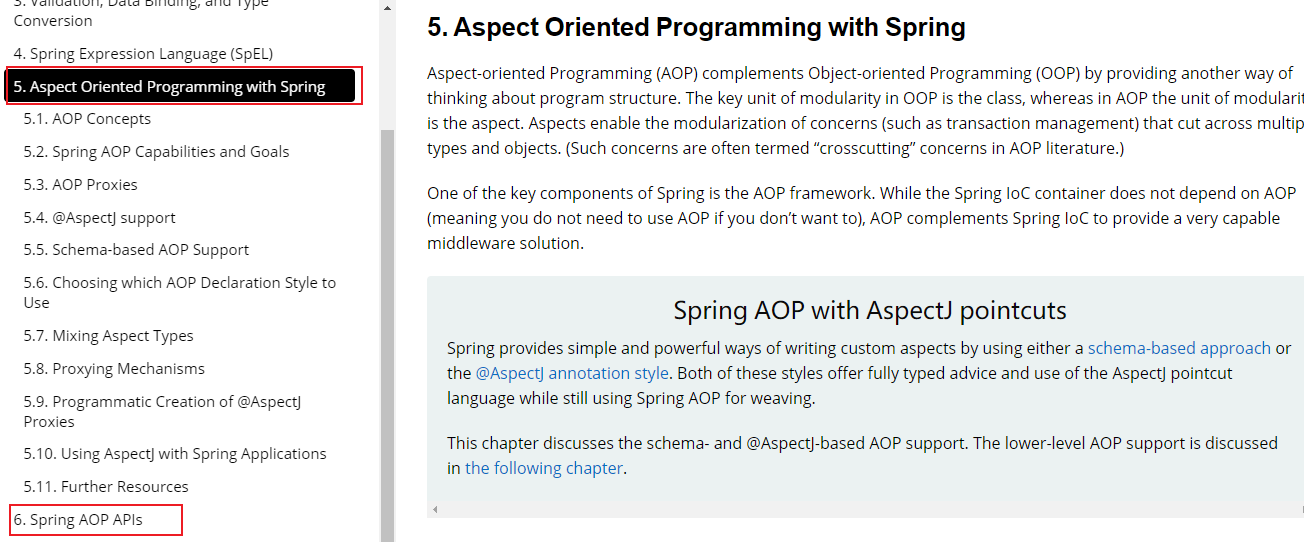 3. Validation, Data Binding, and Type
Conversion
4. Spring Expression Language (SpEL)
5. Aspect Oriented Programming with Spring
5.1. AOP Concepts
5.2. Spring AOP Capabilities and Goals
5.3. AOP Proxies
5.4. @AspectJ support
5.5. Schema-based AOP Support
5.6. Choosing which AOP Declaration Style to
Use
5.7. Mixing Aspect Types
5.8. Proxying Mechanisms
5.9. Programmatic Creation of @AspectJ
Proxies
5.10. Using AspectJ with Spring Applications
5.11. Further Resources
6. Spring AOP APIs
5. Aspect Oriented Programming with Spring
Aspect-oriented Programming (AOP) complements Object-oriented Programming (OOP) by providing another way of
thinking about program structure. The key unit of modularity in OOP is the class, whereas in AOP the unit of modularit
is the aspect. Aspects enable the modularization of concerns (such as transaction management) that cut across multip
types and objects. (Such concerns are often termed “crosscutting” concerns in AOP literature.)
One of the key components of Spring is the AOP framework. While the Spring IoC container does not depend on AOP
(meaning you do not need to use AOP if you don’t want to), AOP complements Spring IoC to provide a very capable
middleware solution.
Spring AOP with AspectJ pointcuts
Spring provides simple and powerful ways of writing custom aspects by using either a schema-based approach or
the @AspectJ annotation style. Both of these styles offer fully typed advice and use of the AspectJ pointcut
language while still using Spring AOP for weaving.
This chapter discusses the schema- and @AspectJ-based AOP support. The lower-level AOP support is discussed
in the following chapter.